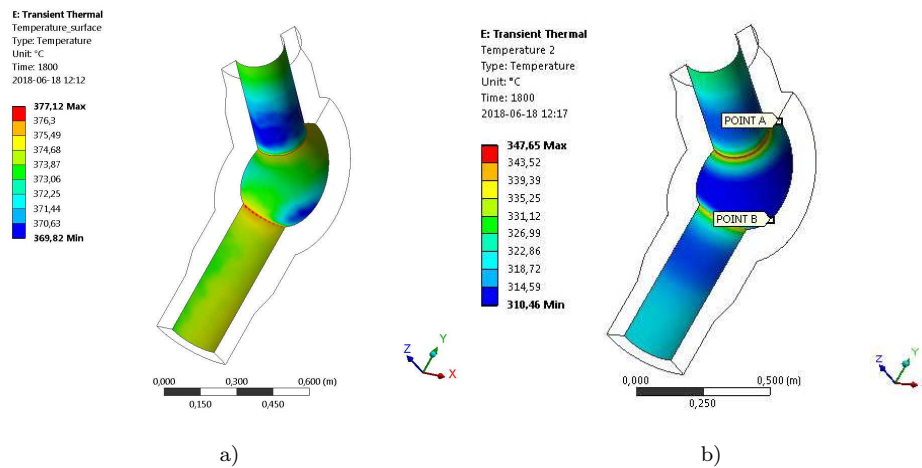 E: Transient Thermal
Temperature_surface
Type: Temperature
Unit: °C
Time: 1800
2018-06-18 12:12
377,12 Max
376,3
375,49
374,68
373,87
373,06
372,25
371,44
370,63
369,82 Min
Z
Y
X
0,000
0,300
0,600 (m)
0,150
0,450
a)
E: Transient Thermal
Temperature 2
Type: Temperature
Unit: °C
Time: 1800
2018-06-18 12:17
347,65 Max
343,52
339,39
335,25
331,12
326,99
322,86
318,72
314,59
310,46 Min
POINT A
POINT B
Z
Y
0,000
0,500 (m)
0,250
b)